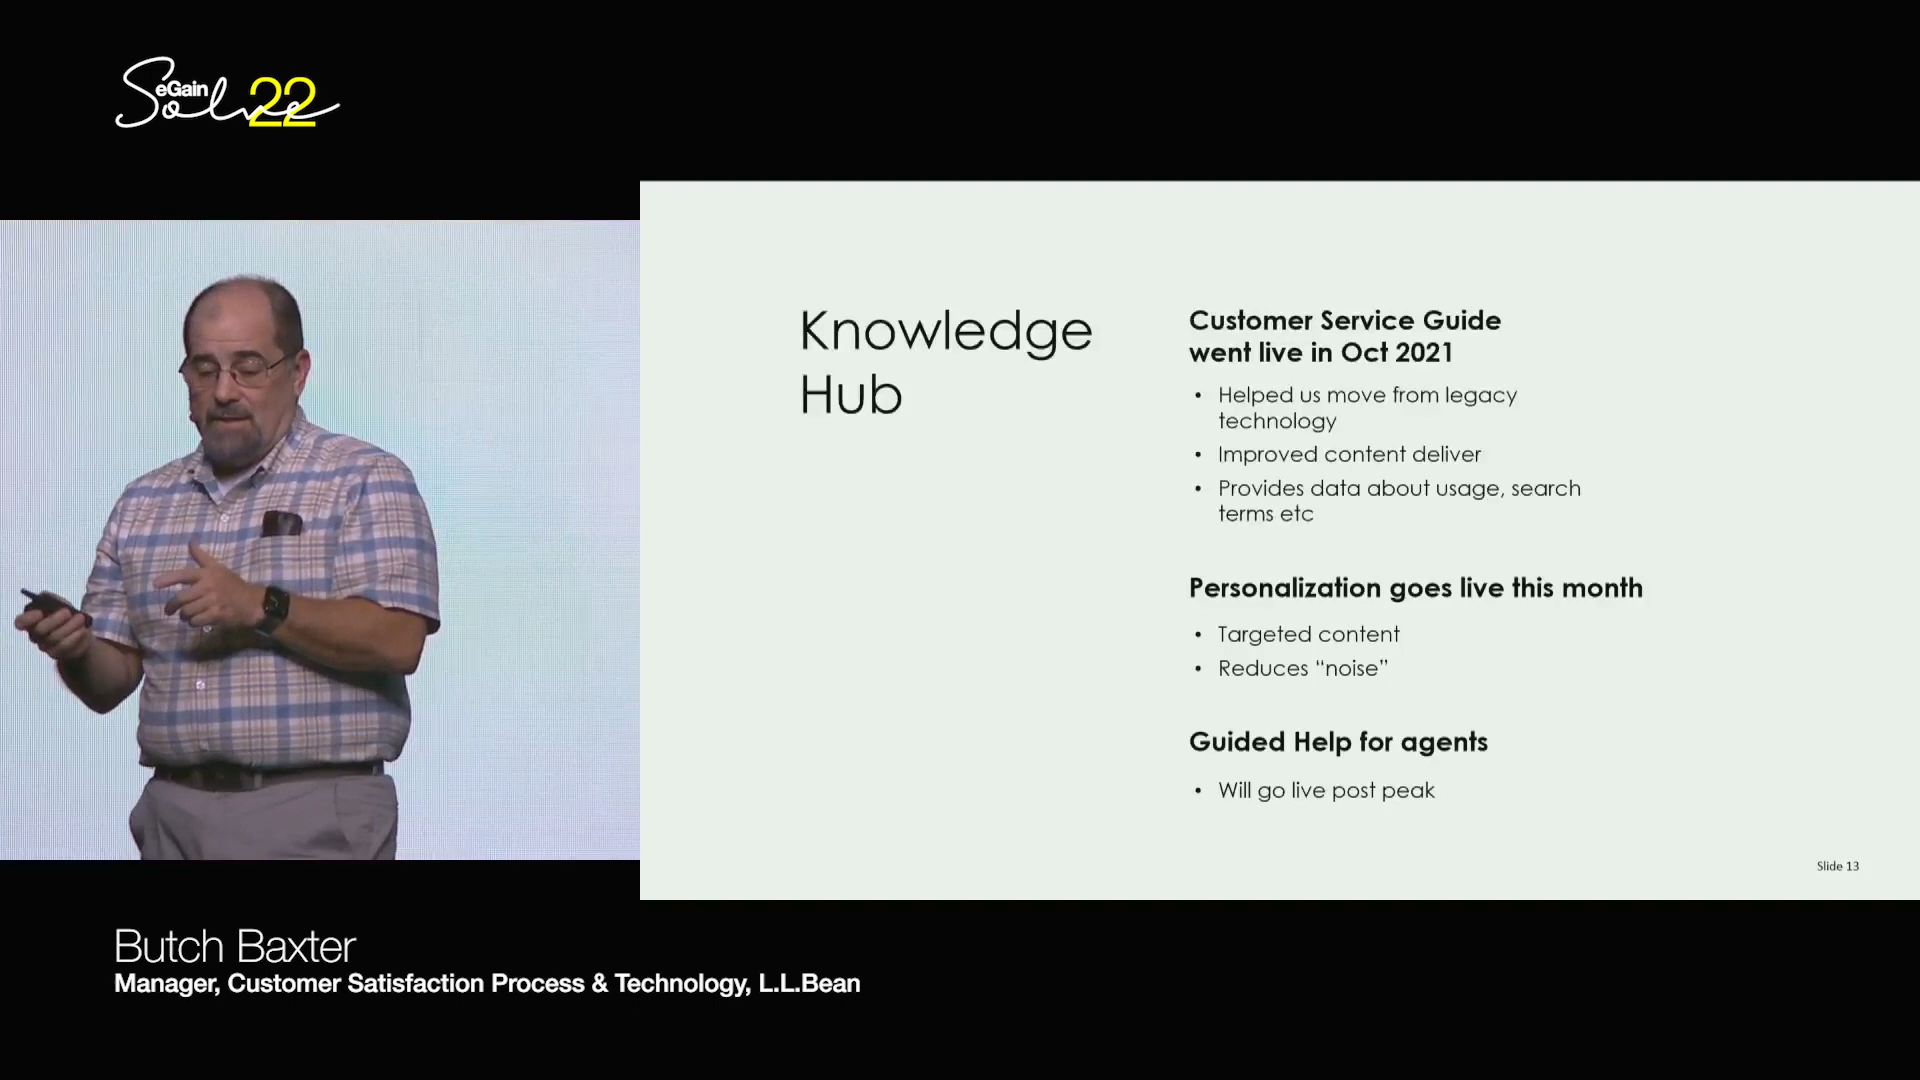 eGain
Solve 22
Knowledge
Hub
Customer Service Guide
went live in Oct 2021
• Helped us move from legacy
technology
• Improved content deliver
• Provides data about usage, search
terms etc
Personalization goes live this month
• Targeted content
• Reduces “noise”
Guided Help for agents
• Will go live post peak
Slide 13
Butch Baxter
Manager, Customer Satisfaction Process & Technology, L.L.Bean